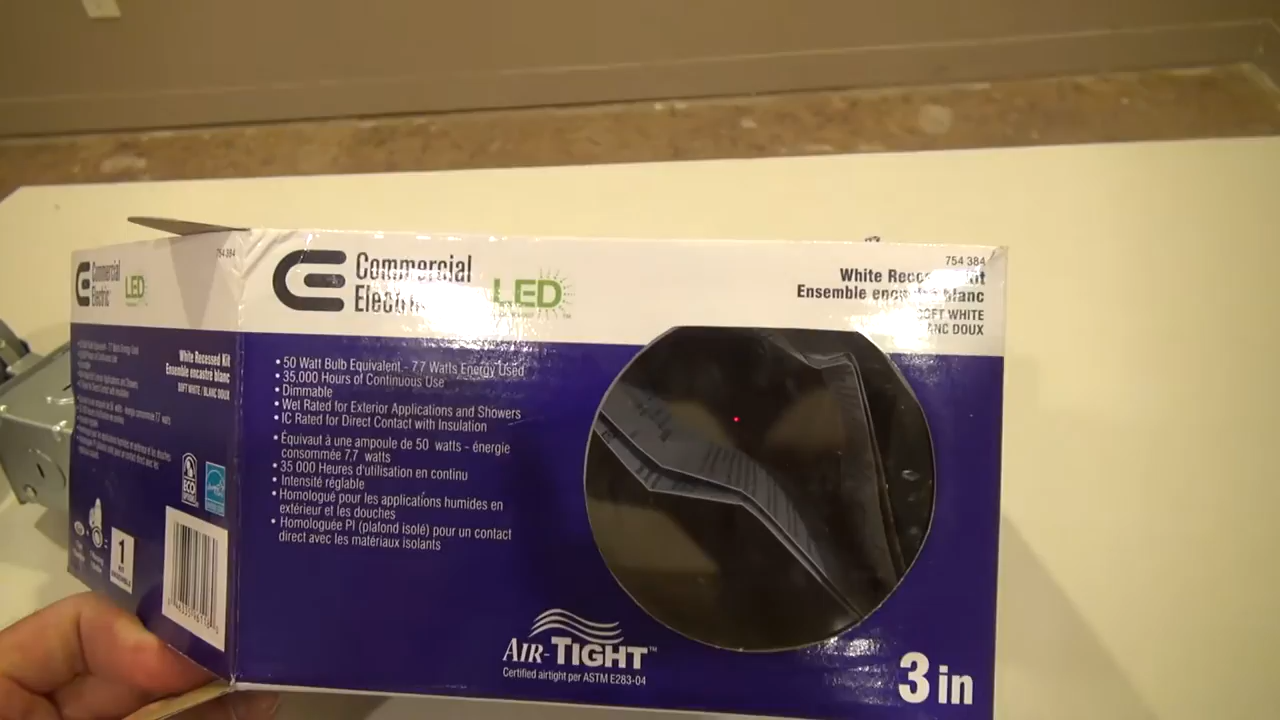 754 384
Commercial
Electric
LED
White Recessed Kit
Ensemble encastré blanc
SOFT WHITE / BLANC DOUX
ECO
1
KIT
Commercial
Electric
LED
754 384
White Recessed Kit
Ensemble encastré blanc
SOFT WHITE
BLANC DOUX
• 50 Watt Bulb Equivalent - 7.7 Watts Energy Used
• 35,000 Hours of Continuous Use
• Dimmable
• Wet Rated for Exterior Applications and Showers
• IC Rated for Direct Contact with Insulation
• Équivaut à une ampoule de 50 watts - énergie
consommée 7,7 watts
• 35 000 Heures d'utilisation en continu
• Intensité réglable
• Homologué pour les applications humides en
extérieur et les douches
• Homologuée PI (plafond isolé) pour un contact
direct avec les matériaux isolants
AIR-TIGHT™
Certified airtight per ASTM E283-04
3 in